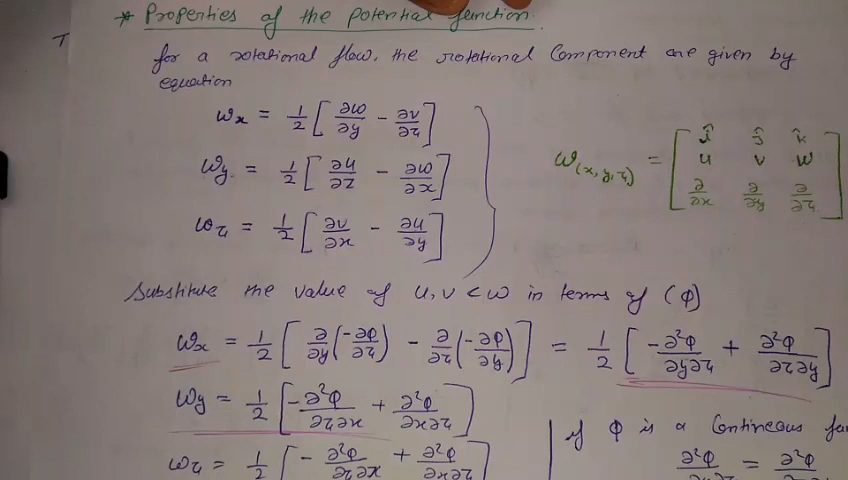 * Properties of the potential function.
for a rotational flow, the rotational Component are given by
equation
ωx = 1/2 [ ∂w/∂y - ∂v/∂z ]
ωy = 1/2 [ ∂u/∂z - ∂w/∂x ]
ωz = 1/2 [ ∂v/∂x - ∂u/∂y ]
ω(x, y, z) = [ î ĵ k̂
u v w
∂/∂x ∂/∂y ∂/∂z ]
Substitute the value of u, v < w in terms of (φ)
ωx = 1/2 [ ∂/∂y (-∂φ/∂z) - ∂/∂z (-∂φ/∂y) ] = 1/2 [ -∂²φ/∂y∂z + ∂²φ/∂z∂y ]
ωy = 1/2 [ -∂²φ/∂z∂x + ∂²φ/∂x∂z ]
ωz = 1/2 [ - ∂²φ/∂z∂x + ∂²φ/∂x∂z ]
if φ is a Contineous
∂²φ = ∂²φ